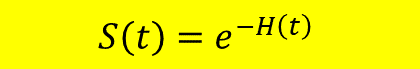 S(t) = e^{-H(t)}